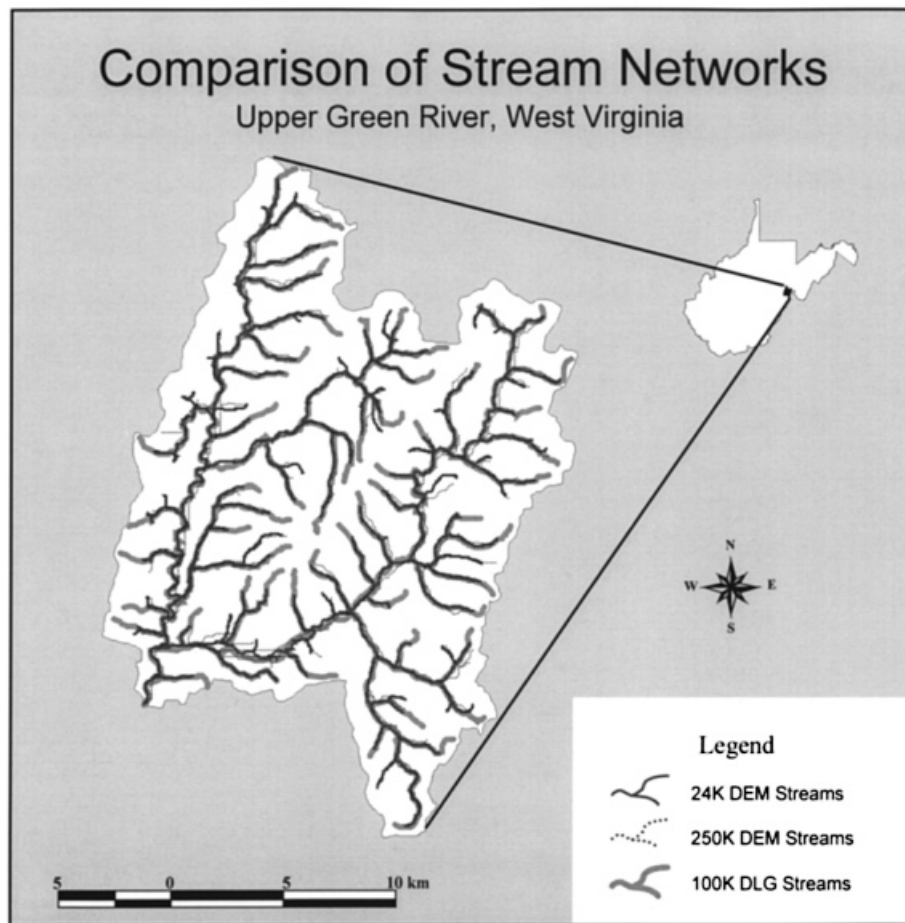 Comparison of Stream Networks
Upper Green River, West Virginia
N
W E
S
Legend
24K DEM Streams
250K DEM Streams
100K DLG Streams
5 0 5 10 km